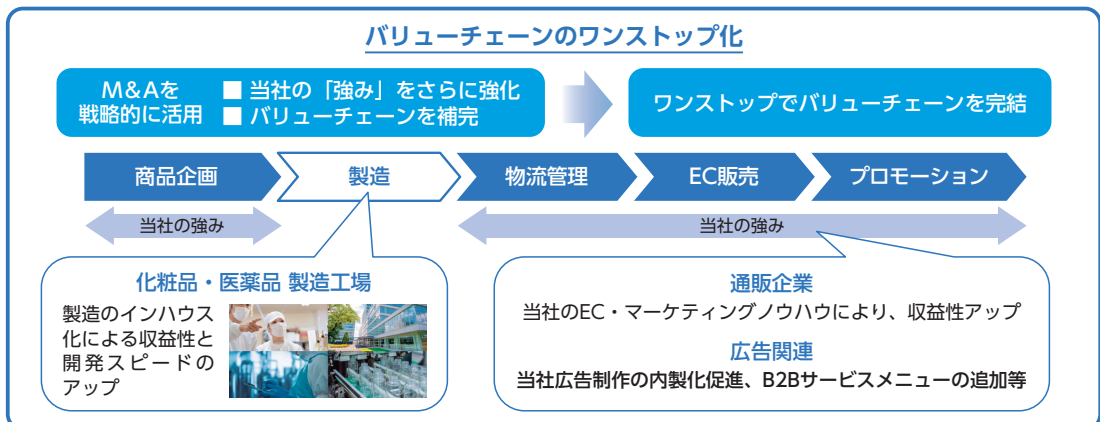 バリューチェーンのワンストップ化
M&Aを
戦略的に活用
■ 当社の「強み」をさらに強化
■ バリューチェーンを補完
ワンストップでバリューチェーンを完結
商品企画
製造
物流管理
EC販売
プロモーション
当社の強み
当社の強み
化粧品・医薬品 製造工場
製造のインハウス
化による収益性と
開発スピードの
アップ
通販企業
当社のEC・マーケティングノウハウにより、収益性アップ
広告関連
当社広告制作の内製化促進、B2Bサービスメニューの追加等